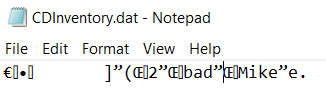 CDInventory.dat - Notepad
File Edit Format View Help
€▯•▯ ]”(Œ▯2”Œ▯bad”Œ▯Mike”e.